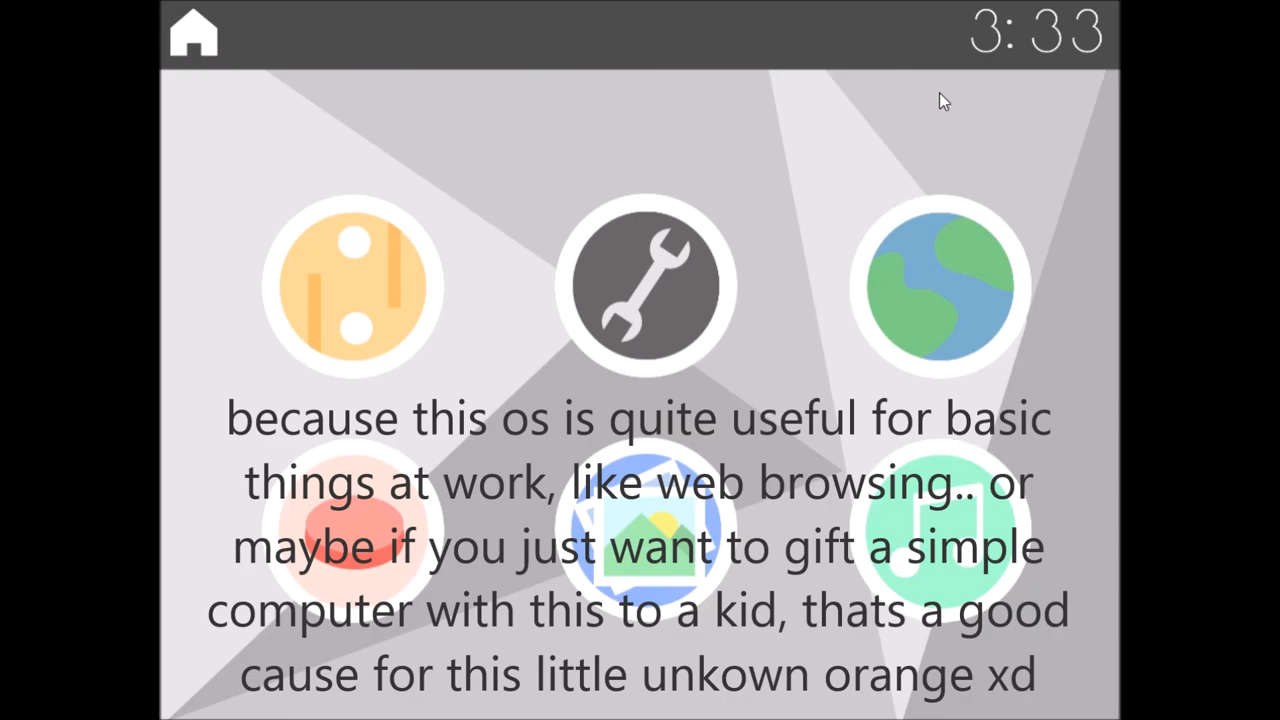 3:33
because this os is quite useful for basic
things at work, like web browsing.. or
maybe if you just want to gift a simple
computer with this to a kid, thats a good
cause for this little unkown orange xd